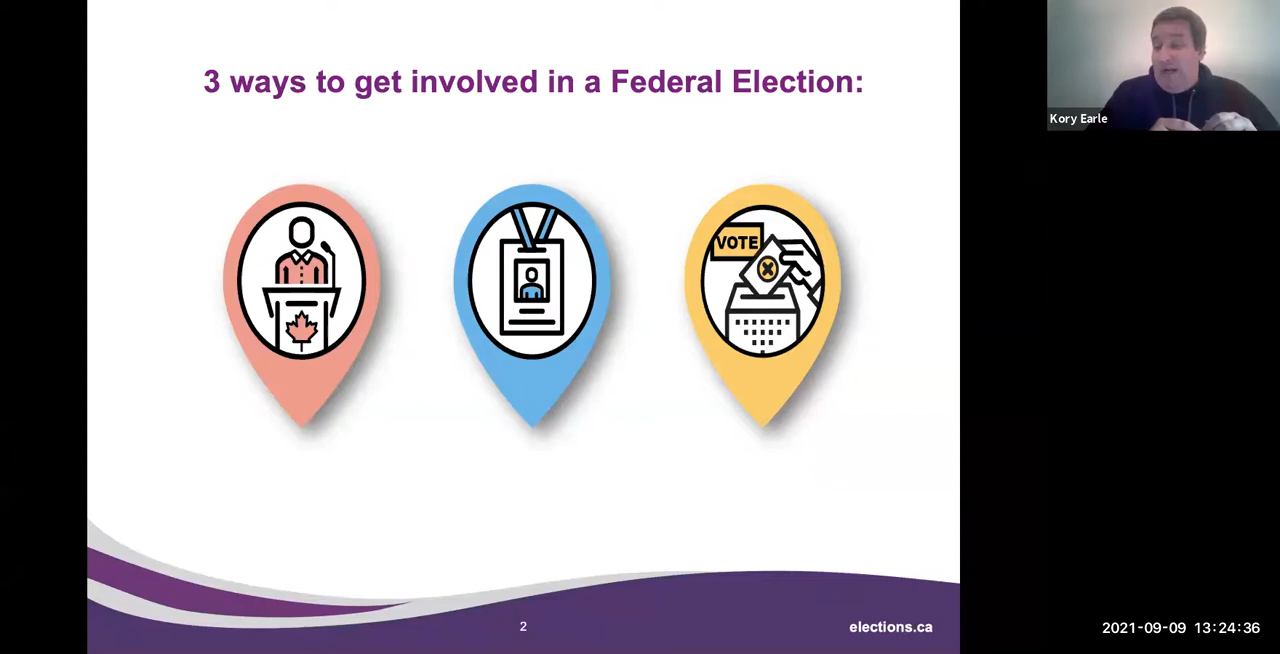 3 ways to get involved in a Federal Election:
Kory Earle
VOTE
2
elections.ca
2021-09-09 13:24:36